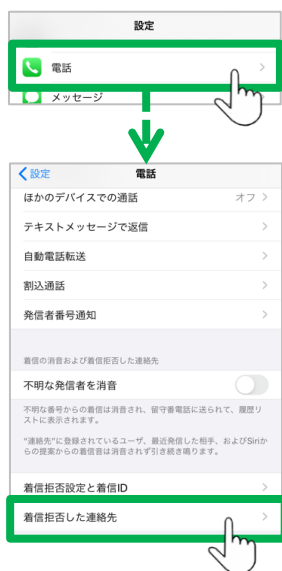 設定
電話
メッセージ
設定
電話
ほかのデバイスでの通話 オフ
テキストメッセージで返信
自動電話転送
割込通話
発信者番号通知
着信の消音および着信拒否した連絡先
不明な発信者を消音
不明な番号からの着信は消音され、留守番電話に送られて、履歴リ
ストに表示されます。
“連絡先”に登録されているユーザ、最近発信した相手、およびSiriか
らの提案からの着信音は消音されず引き続き鳴ります。
着信拒否設定と着信ID
着信拒否した連絡先